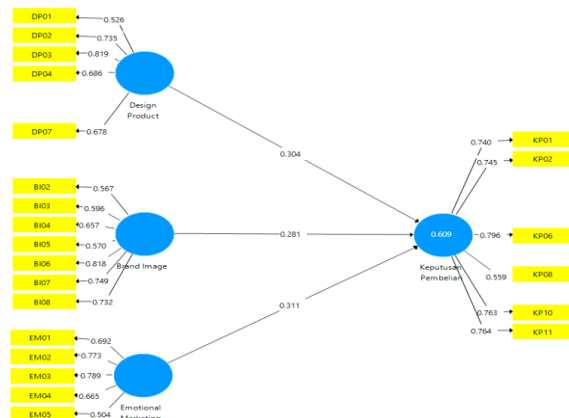 DP01
0.526
DP02
0.735
DP03
0.819
DP04
0.686
DP07
0.678
Design
Product
0.304
BI02
0.567
BI03
0.596
BI04
0.657
BI05
0.570
BI06
0.818
BI07
0.749
BI08
0.732
Brand Image
0.281
EM01
0.692
EM02
0.773
EM03
0.789
EM04
0.665
EM05
0.504
Emotional
Marketing
0.311
0.609
Keputusan
Pembelian
0.740
KP01
0.745
KP02
0.796
KP06
0.559
KP08
0.763
KP10
0.764
KP11